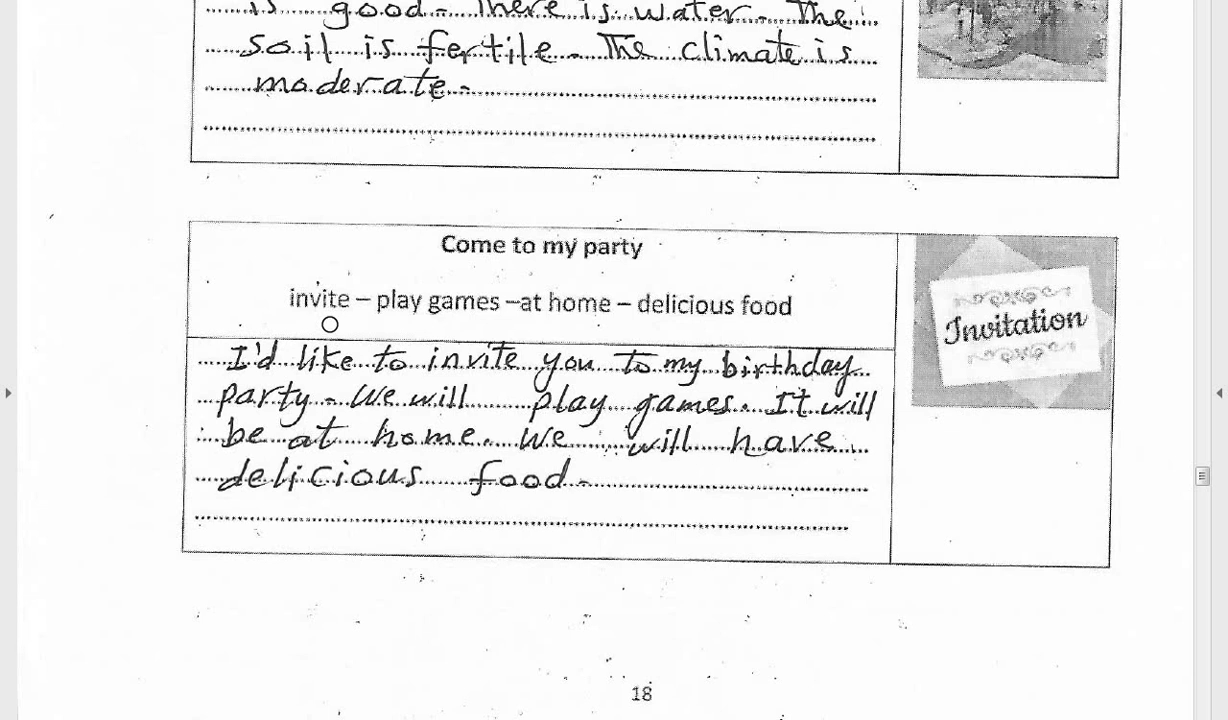 is good. There is water. The
soil is fertile. The climate is
moderate.
Come to my party
invite – play games –at home – delicious food
I'd like to invite you to my birthday
party. We will play games. It will
be at home. We will have
delicious food.
Invitation
18